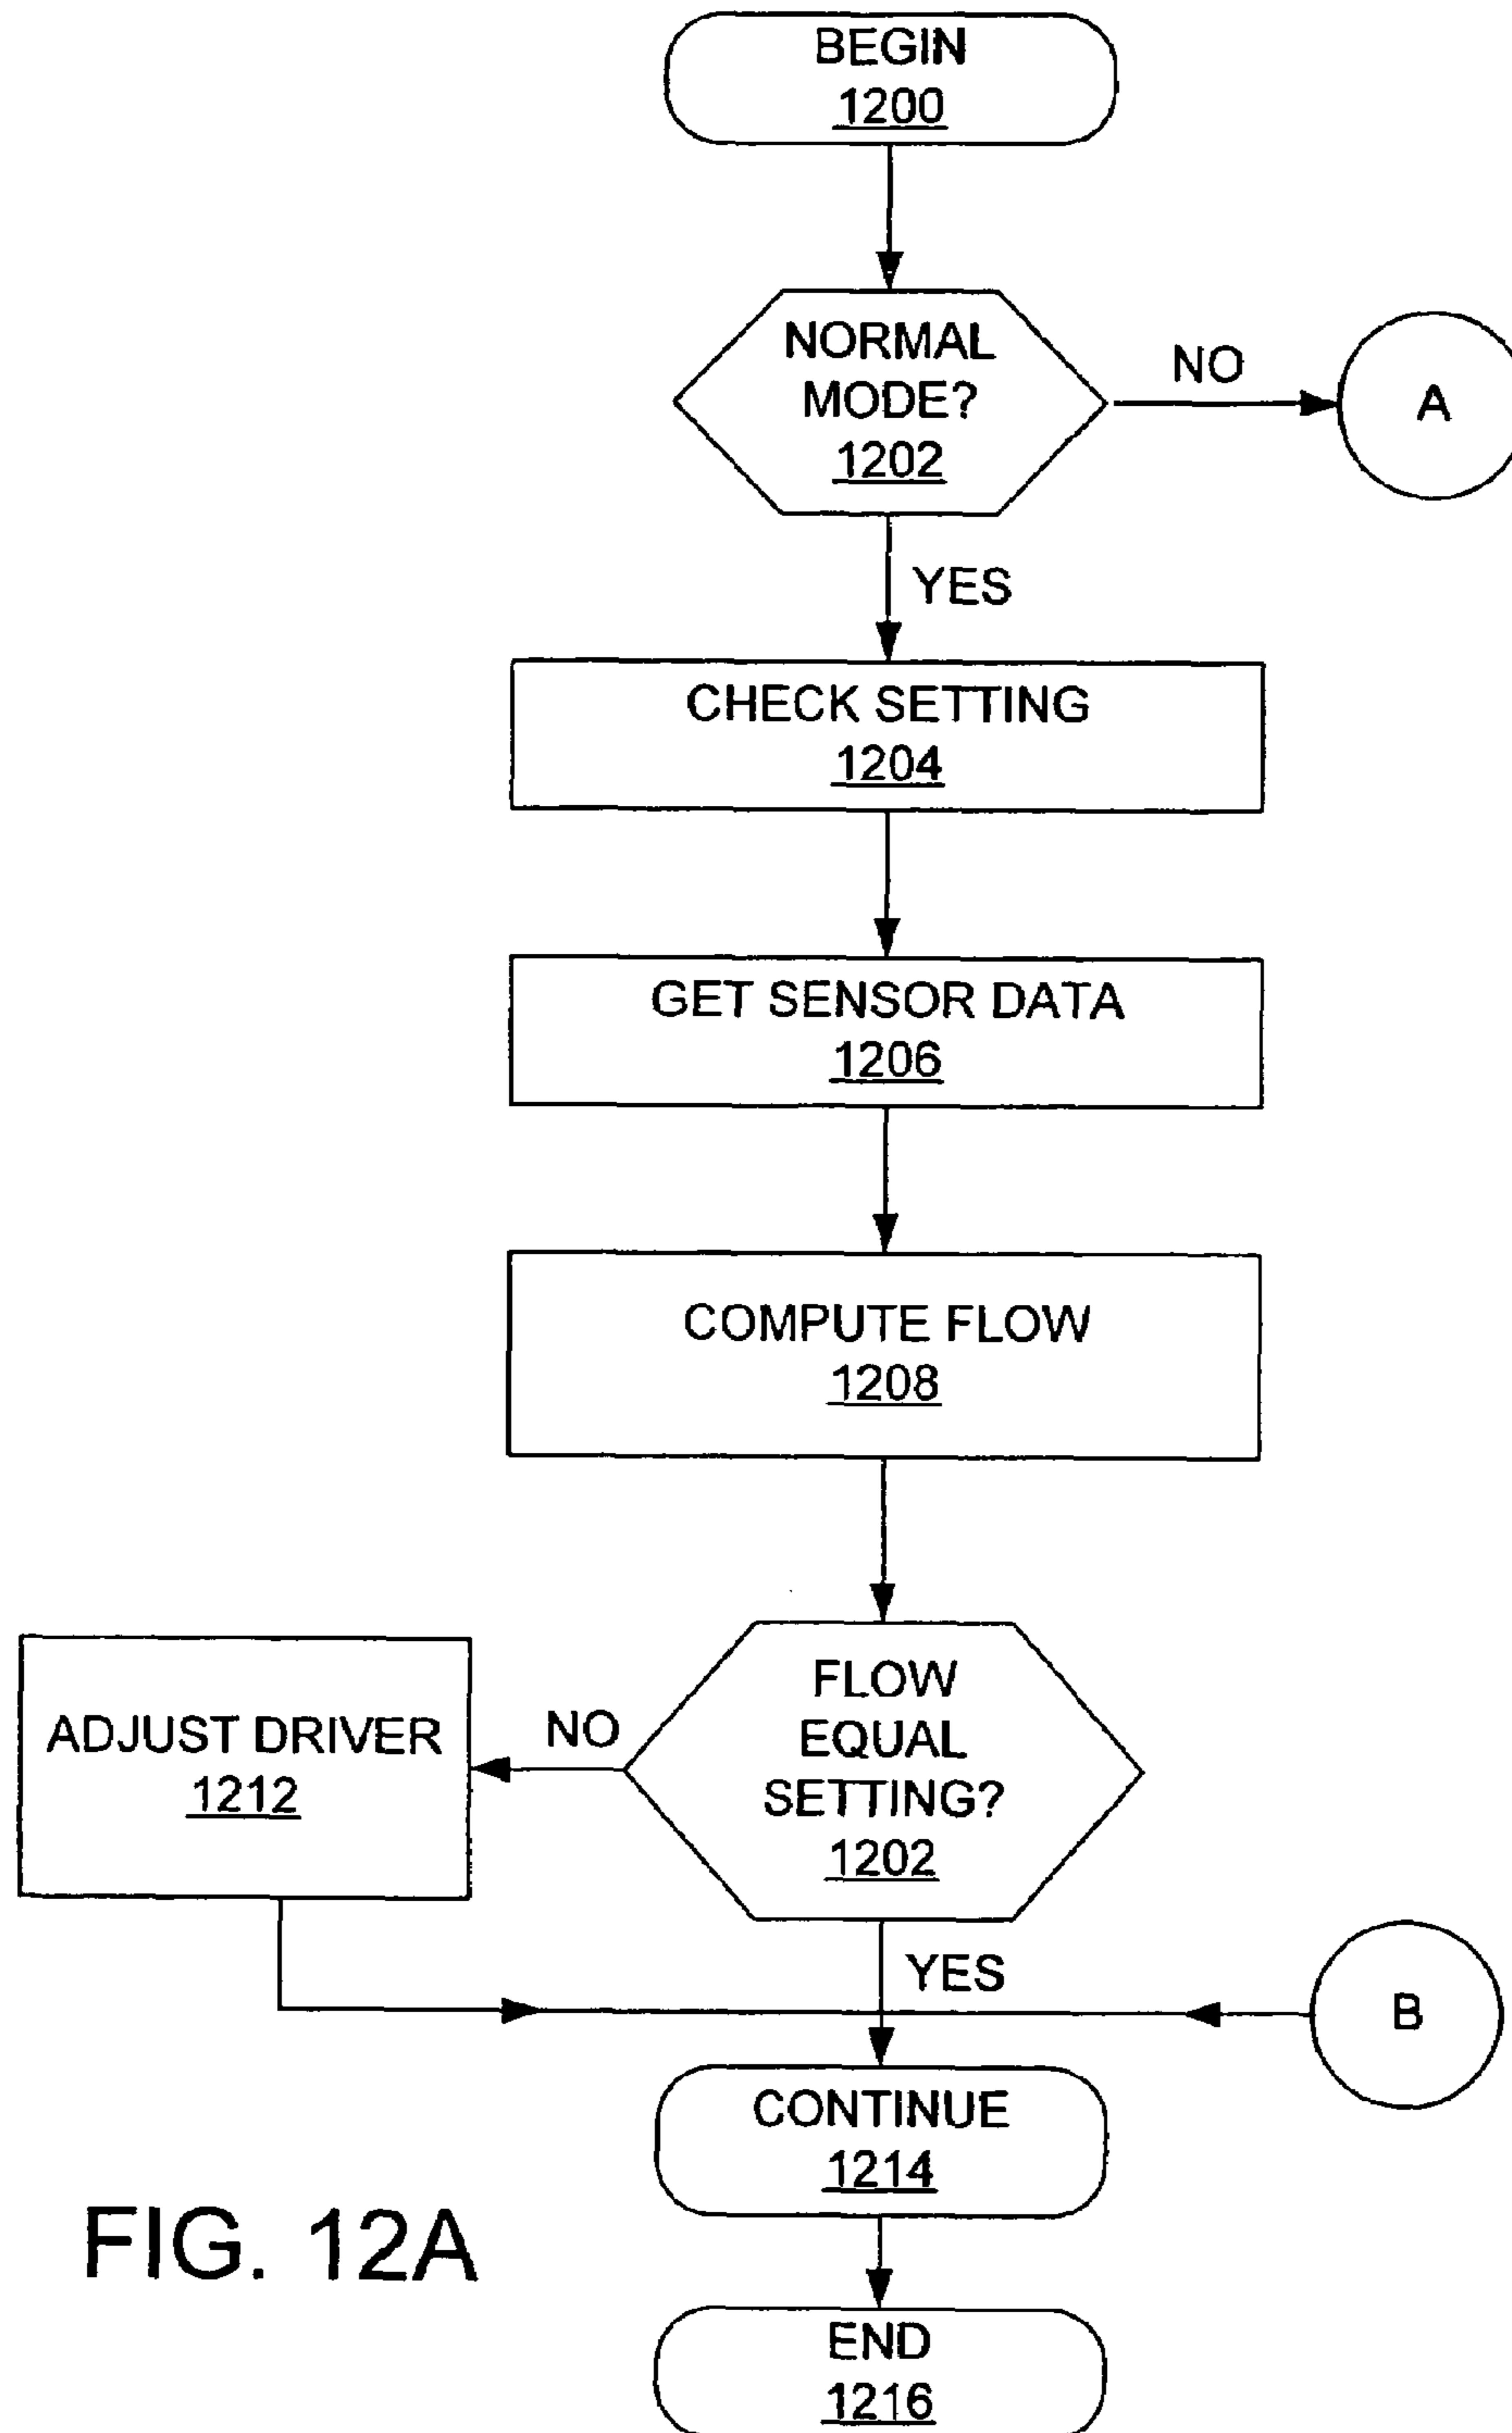 BEGIN
1200
NORMAL
MODE?
1202
NO
A
YES
CHECK SETTING
1204
GET SENSOR DATA
1206
COMPUTE FLOW
1208
FLOW
EQUAL
SETTING?
1202
NO
ADJUST DRIVER
1212
YES
B
CONTINUE
1214
END
1216
FIG. 12A